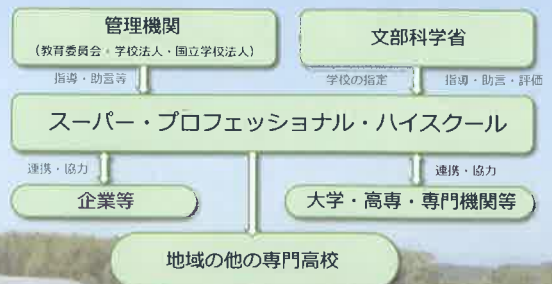 管理機関
（教育委員会・学校法人・国立学校法人）
文部科学省
指導・助言等
学校の指定
指導・助言・評価
スーパー・プロフェッショナル・ハイスクール
連携・協力
連携・協力
企業等
大学・高専・専門機関等
地域の他の専門高校